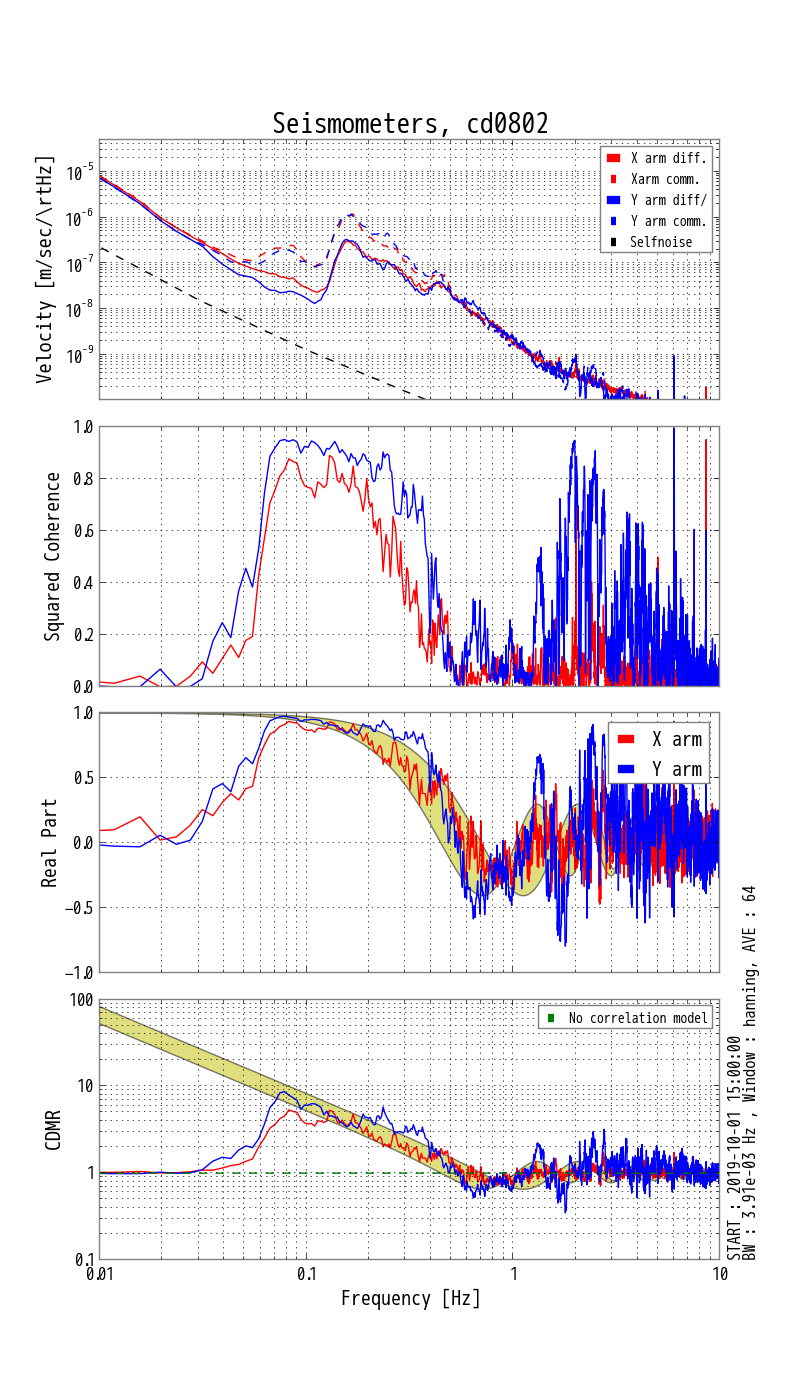 Seismometers, cd0802
Velocity [m/sec/\rtHz]
10^-5
10^-6
10^-7
10^-8
10^-9
X arm diff.
Xarm comm.
Y arm diff/
Y arm comm.
Selfnoise
Squared Coherence
1.0
0.8
0.6
0.4
0.2
0.0
Real Part
1.0
0.5
0.0
−0.5
−1.0
X arm
Y arm
CDMR
100
10
1
0.1
No correlation model
0.01
0.1
1
10
Frequency [Hz]
START : 2019-10-01 15:00:00
BW : 3.91e-03 Hz , Window : hanning, AVE : 64